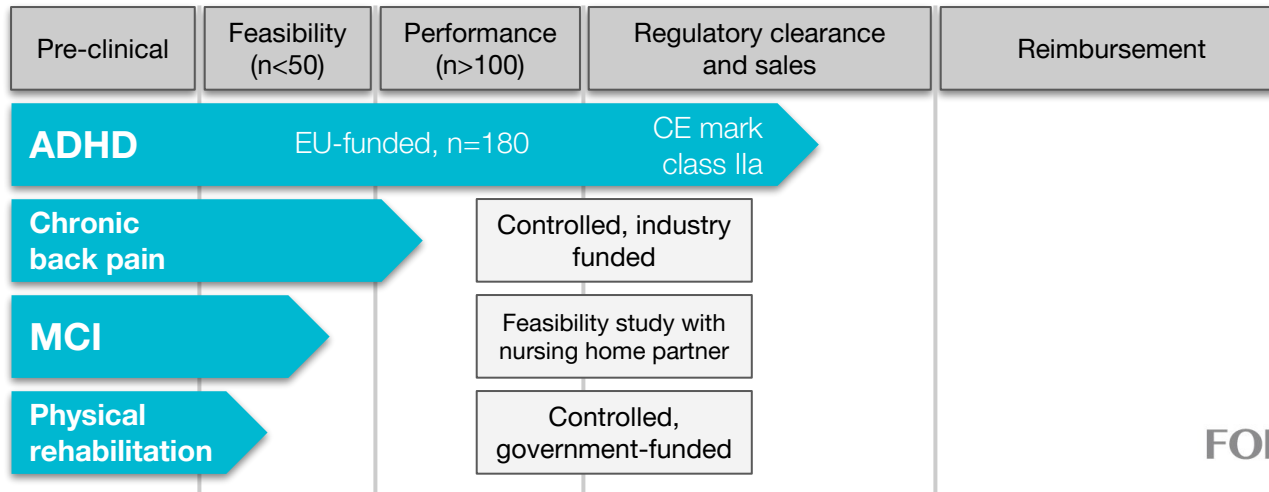 Pre-clinical
Feasibility
(n<50)
Performance
(n>100)
Regulatory clearance
and sales
Reimbursement
ADHD
EU-funded, n=180
CE mark
class IIa
Chronic
back pain
Controlled, industry
funded
MCI
Feasibility study with
nursing home partner
Physical
rehabilitation
Controlled,
government-funded